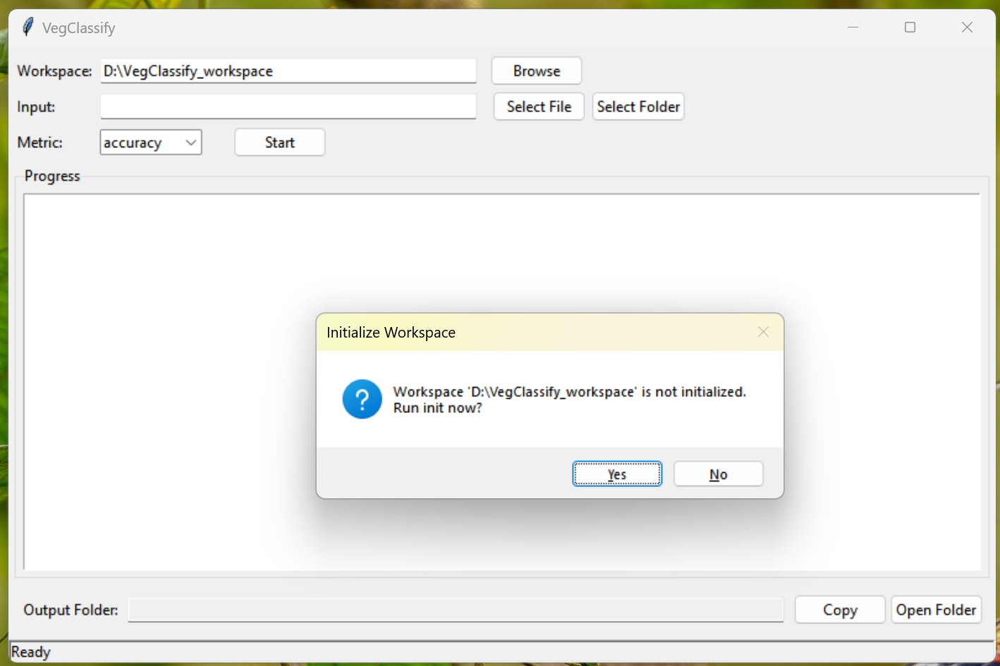 VegClassify
Workspace: D:\VegClassify_workspace Browse
Input: Select File Select Folder
Metric: accuracy Start
Progress
Initialize Workspace
?
Workspace 'D:\VegClassify_workspace' is not initialized.
Run init now?
Yes No
Output Folder: Copy Open Folder
Ready